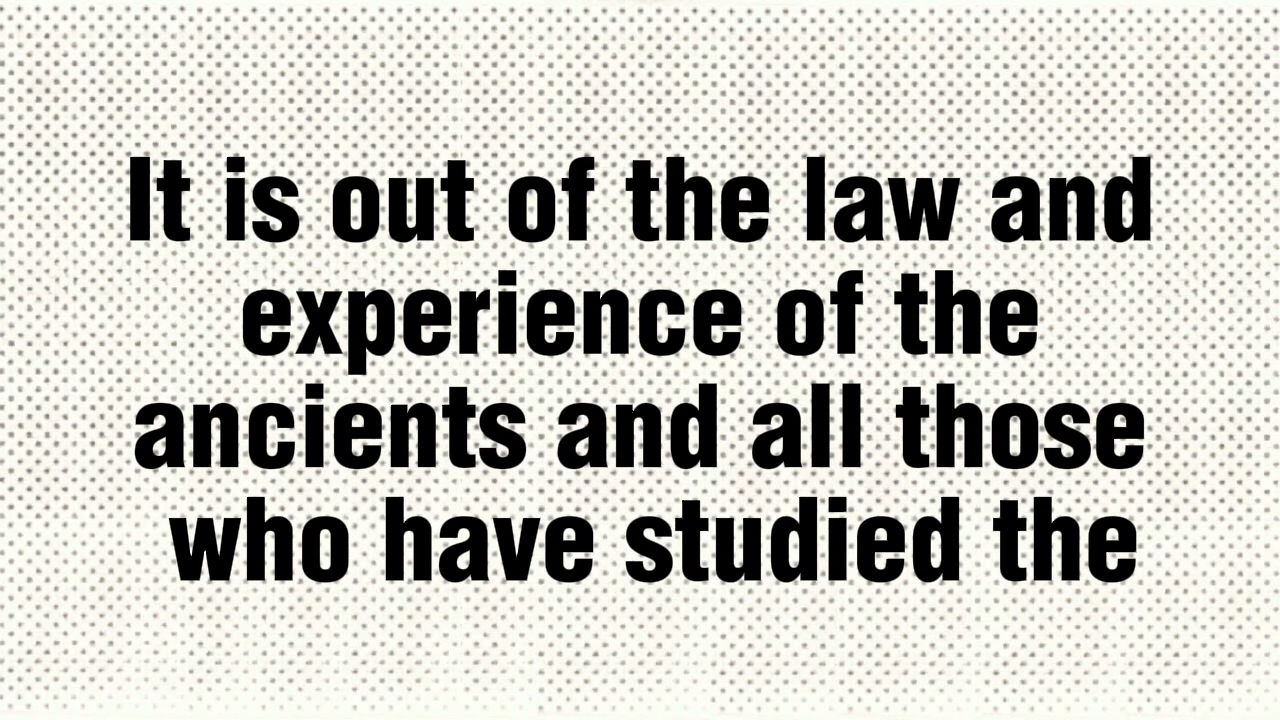 It is out of the law and
experience of the
ancients and all those
who have studied the